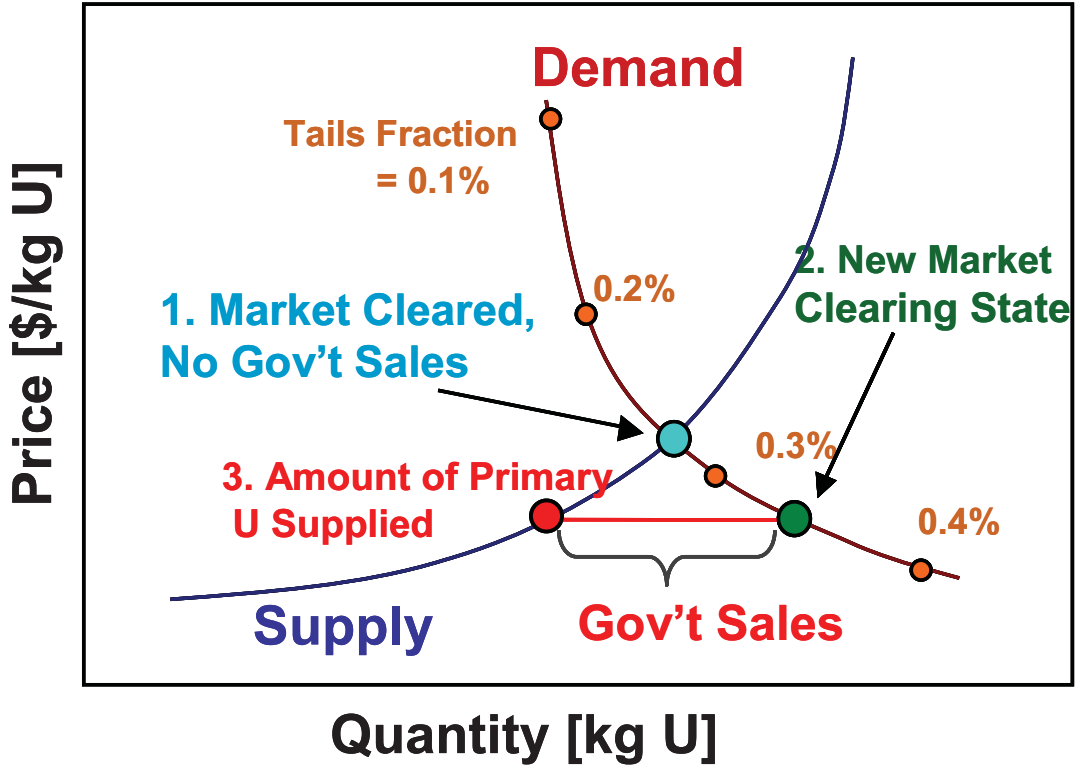 Demand
Tails Fraction
= 0.1%
2. New Market
Clearing State
0.2%
1. Market Cleared,
No Gov't Sales
0.3%
3. Amount of Primary
U Supplied
0.4%
Supply
Gov't Sales
Price [$/kg U]
Quantity [kg U]